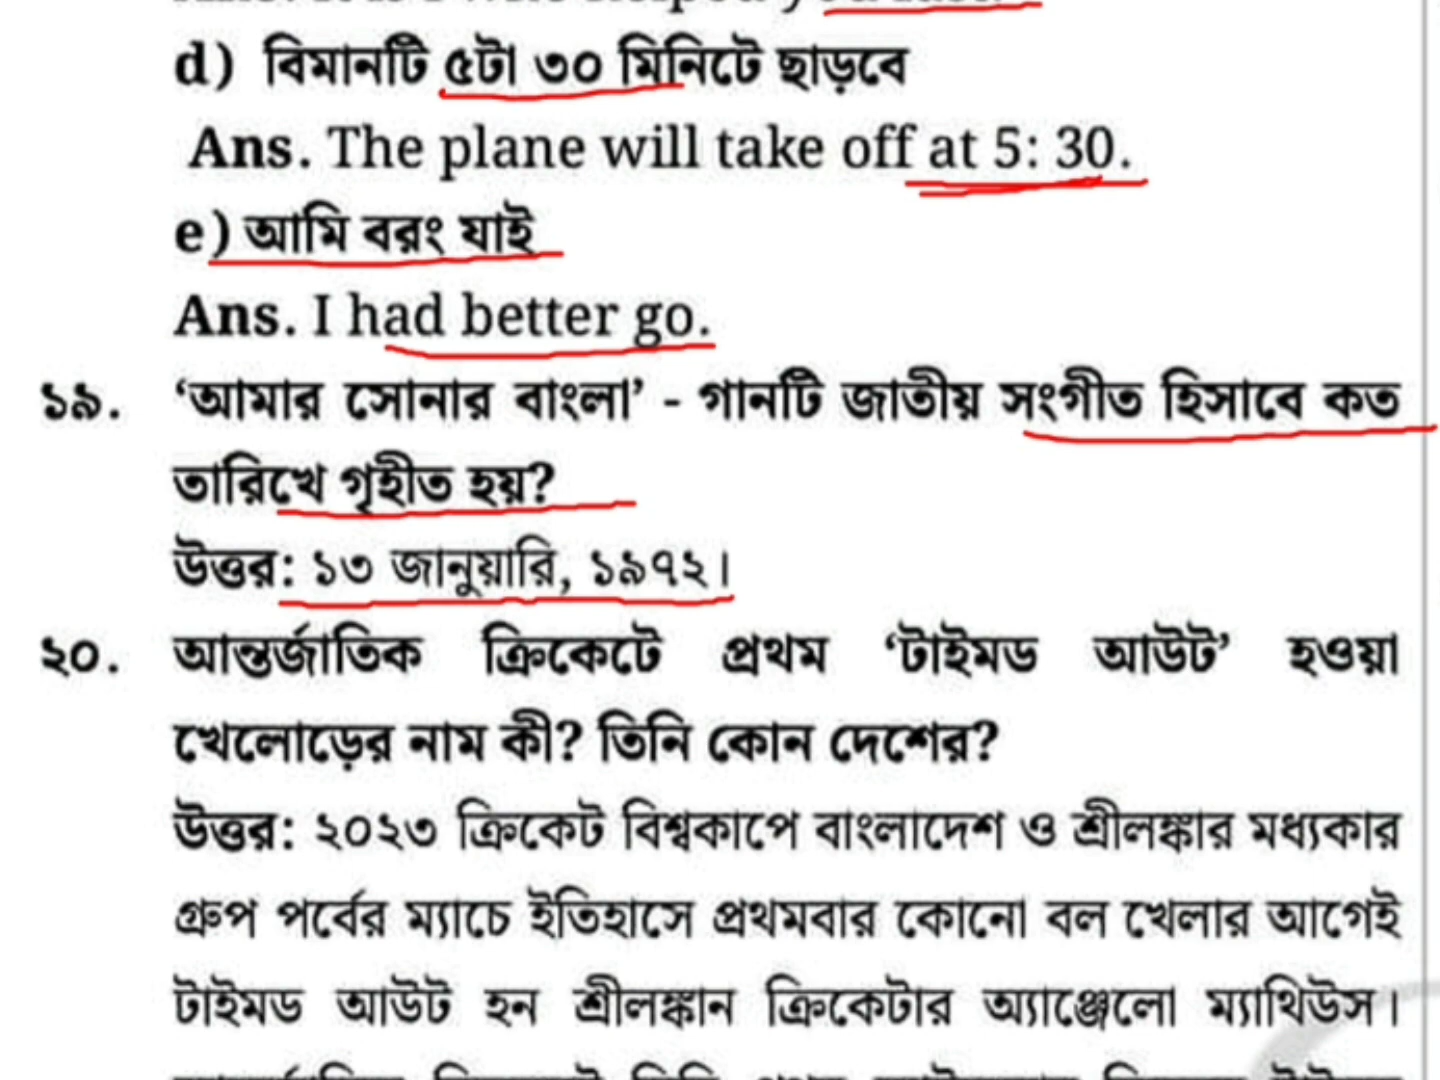 d) বিমানটি ৫টা ৩০ মিনিটে ছাড়বে
Ans. The plane will take off at 5: 30.
e) আমি বরং যাই
Ans. I had better go.
১৯. ‘আমার সোনার বাংলা’ - গানটি জাতীয় সংগীত হিসাবে কত
তারিখে গৃহীত হয়?
উত্তর: ১৩ জানুয়ারি, ১৯৭২।
২০. আন্তর্জাতিক ক্রিকেটে প্রথম ‘টাইমড আউট’ হওয়া
খেলোড়ের নাম কী? তিনি কোন দেশের?
উত্তর: ২০২৩ ক্রিকেট বিশ্বকাপে বাংলাদেশ ও শ্রীলঙ্কার মধ্যকার
গ্রুপ পর্বের ম্যাচে ইতিহাসে প্রথমবার কোনো বল খেলার আগেই
টাইমড আউট হন শ্রীলঙ্কান ক্রিকেটার অ্যাঞ্জেলো ম্যাথিউস।